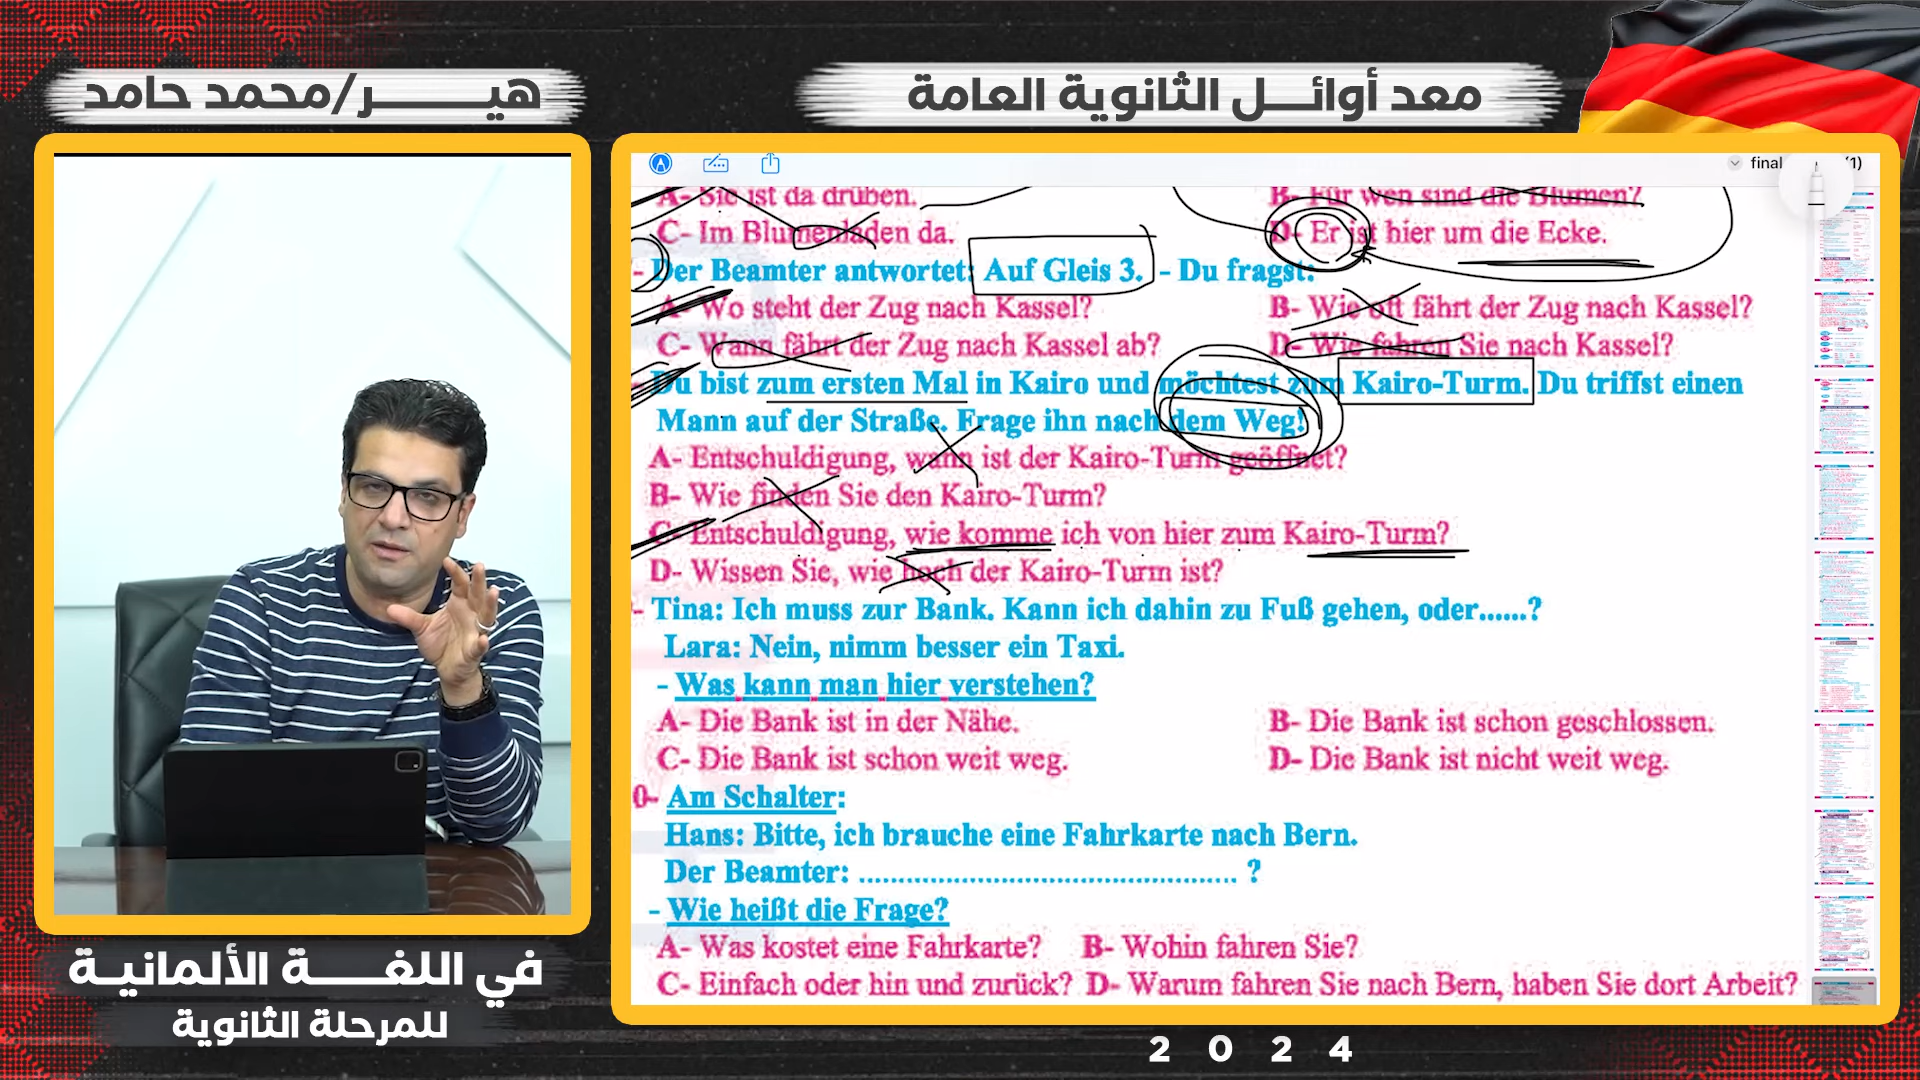 هيـــــر/محمد حامد
معد أوائـــل الثانوية العامة
final (1)
A- Sie ist da drüben. B- Für wen sind die Blumen?
C- Im Blumenladen da. D- Er ist hier um die Ecke.
- Der Beamter antwortet: Auf Gleis 3. - Du fragst:
A- Wo steht der Zug nach Kassel? B- Wie oft fährt der Zug nach Kassel?
C- Wann fährt der Zug nach Kassel ab? D- Wie fahren Sie nach Kassel?
Du bist zum ersten Mal in Kairo und möchtest zum Kairo-Turm. Du triffst einen
Mann auf der Straße. Frage ihn nach dem Weg!
A- Entschuldigung, wann ist der Kairo-Turm geöffnet?
B- Wie finden Sie den Kairo-Turm?
C- Entschuldigung, wie komme ich von hier zum Kairo-Turm?
D- Wissen Sie, wie hoch der Kairo-Turm ist?
- Tina: Ich muss zur Bank. Kann ich dahin zu Fuß gehen, oder......?
Lara: Nein, nimm besser ein Taxi.
- Was kann man hier verstehen?
A- Die Bank ist in der Nähe. B- Die Bank ist schon geschlossen.
C- Die Bank ist schon weit weg. D- Die Bank ist nicht weit weg.
0- Am Schalter:
Hans: Bitte, ich brauche eine Fahrkarte nach Bern.
Der Beamter: ................................................ ?
- Wie heißt die Frage?
A- Was kostet eine Fahrkarte? B- Wohin fahren Sie?
C- Einfach oder hin und zurück? D- Warum fahren Sie nach Bern, haben Sie dort Arbeit?
في اللغـــــة الألمانيـة
للمرحلة الثانوية
2 0 2 4